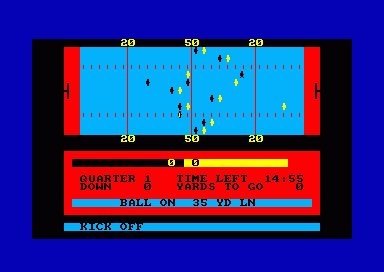 20 50 20
20 50 20
0 0
QUARTER 1 TIME LEFT 14:55
DOWN 0 YARDS TO GO 0
BALL ON 35 YD LN
KICK OFF